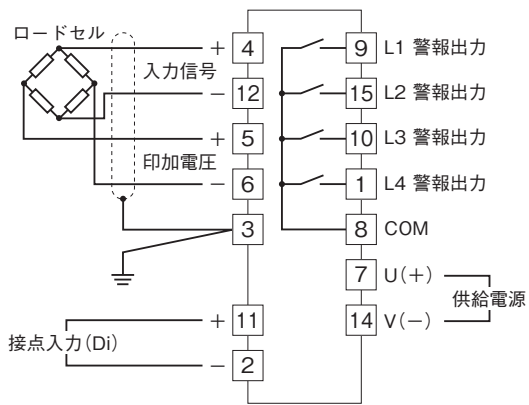 ロードセル
+ 4
入力信号
− 12
+ 5
印加電圧
− 6
3
+ 11
接点入力(Di)
− 2
9 L1 警報出力
15 L2 警報出力
10 L3 警報出力
1 L4 警報出力
8 COM
7 U(+)
供給電源
14 V(−)